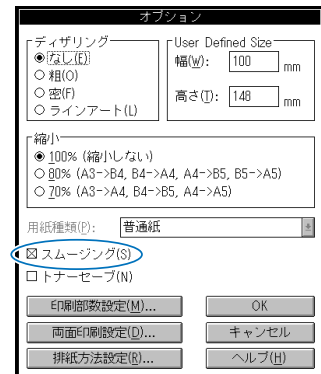 オプション
ディザリング
なし(E)
粗(O)
密(F)
ラインアート(L)
User Defined Size
幅(W): 100 mm
高さ(T): 148 mm
縮小
100% (縮小しない)
80% (A3->B4, B4->A4, A4->B5, B5->A5)
70% (A3->A4, B4->B5, A4->A5)
用紙種類(P): 普通紙
スムージング(S)
トナーセーブ(N)
印刷部数設定(M)... OK
両面印刷設定(D)... キャンセル
排紙方法設定(R)... ヘルプ(H)